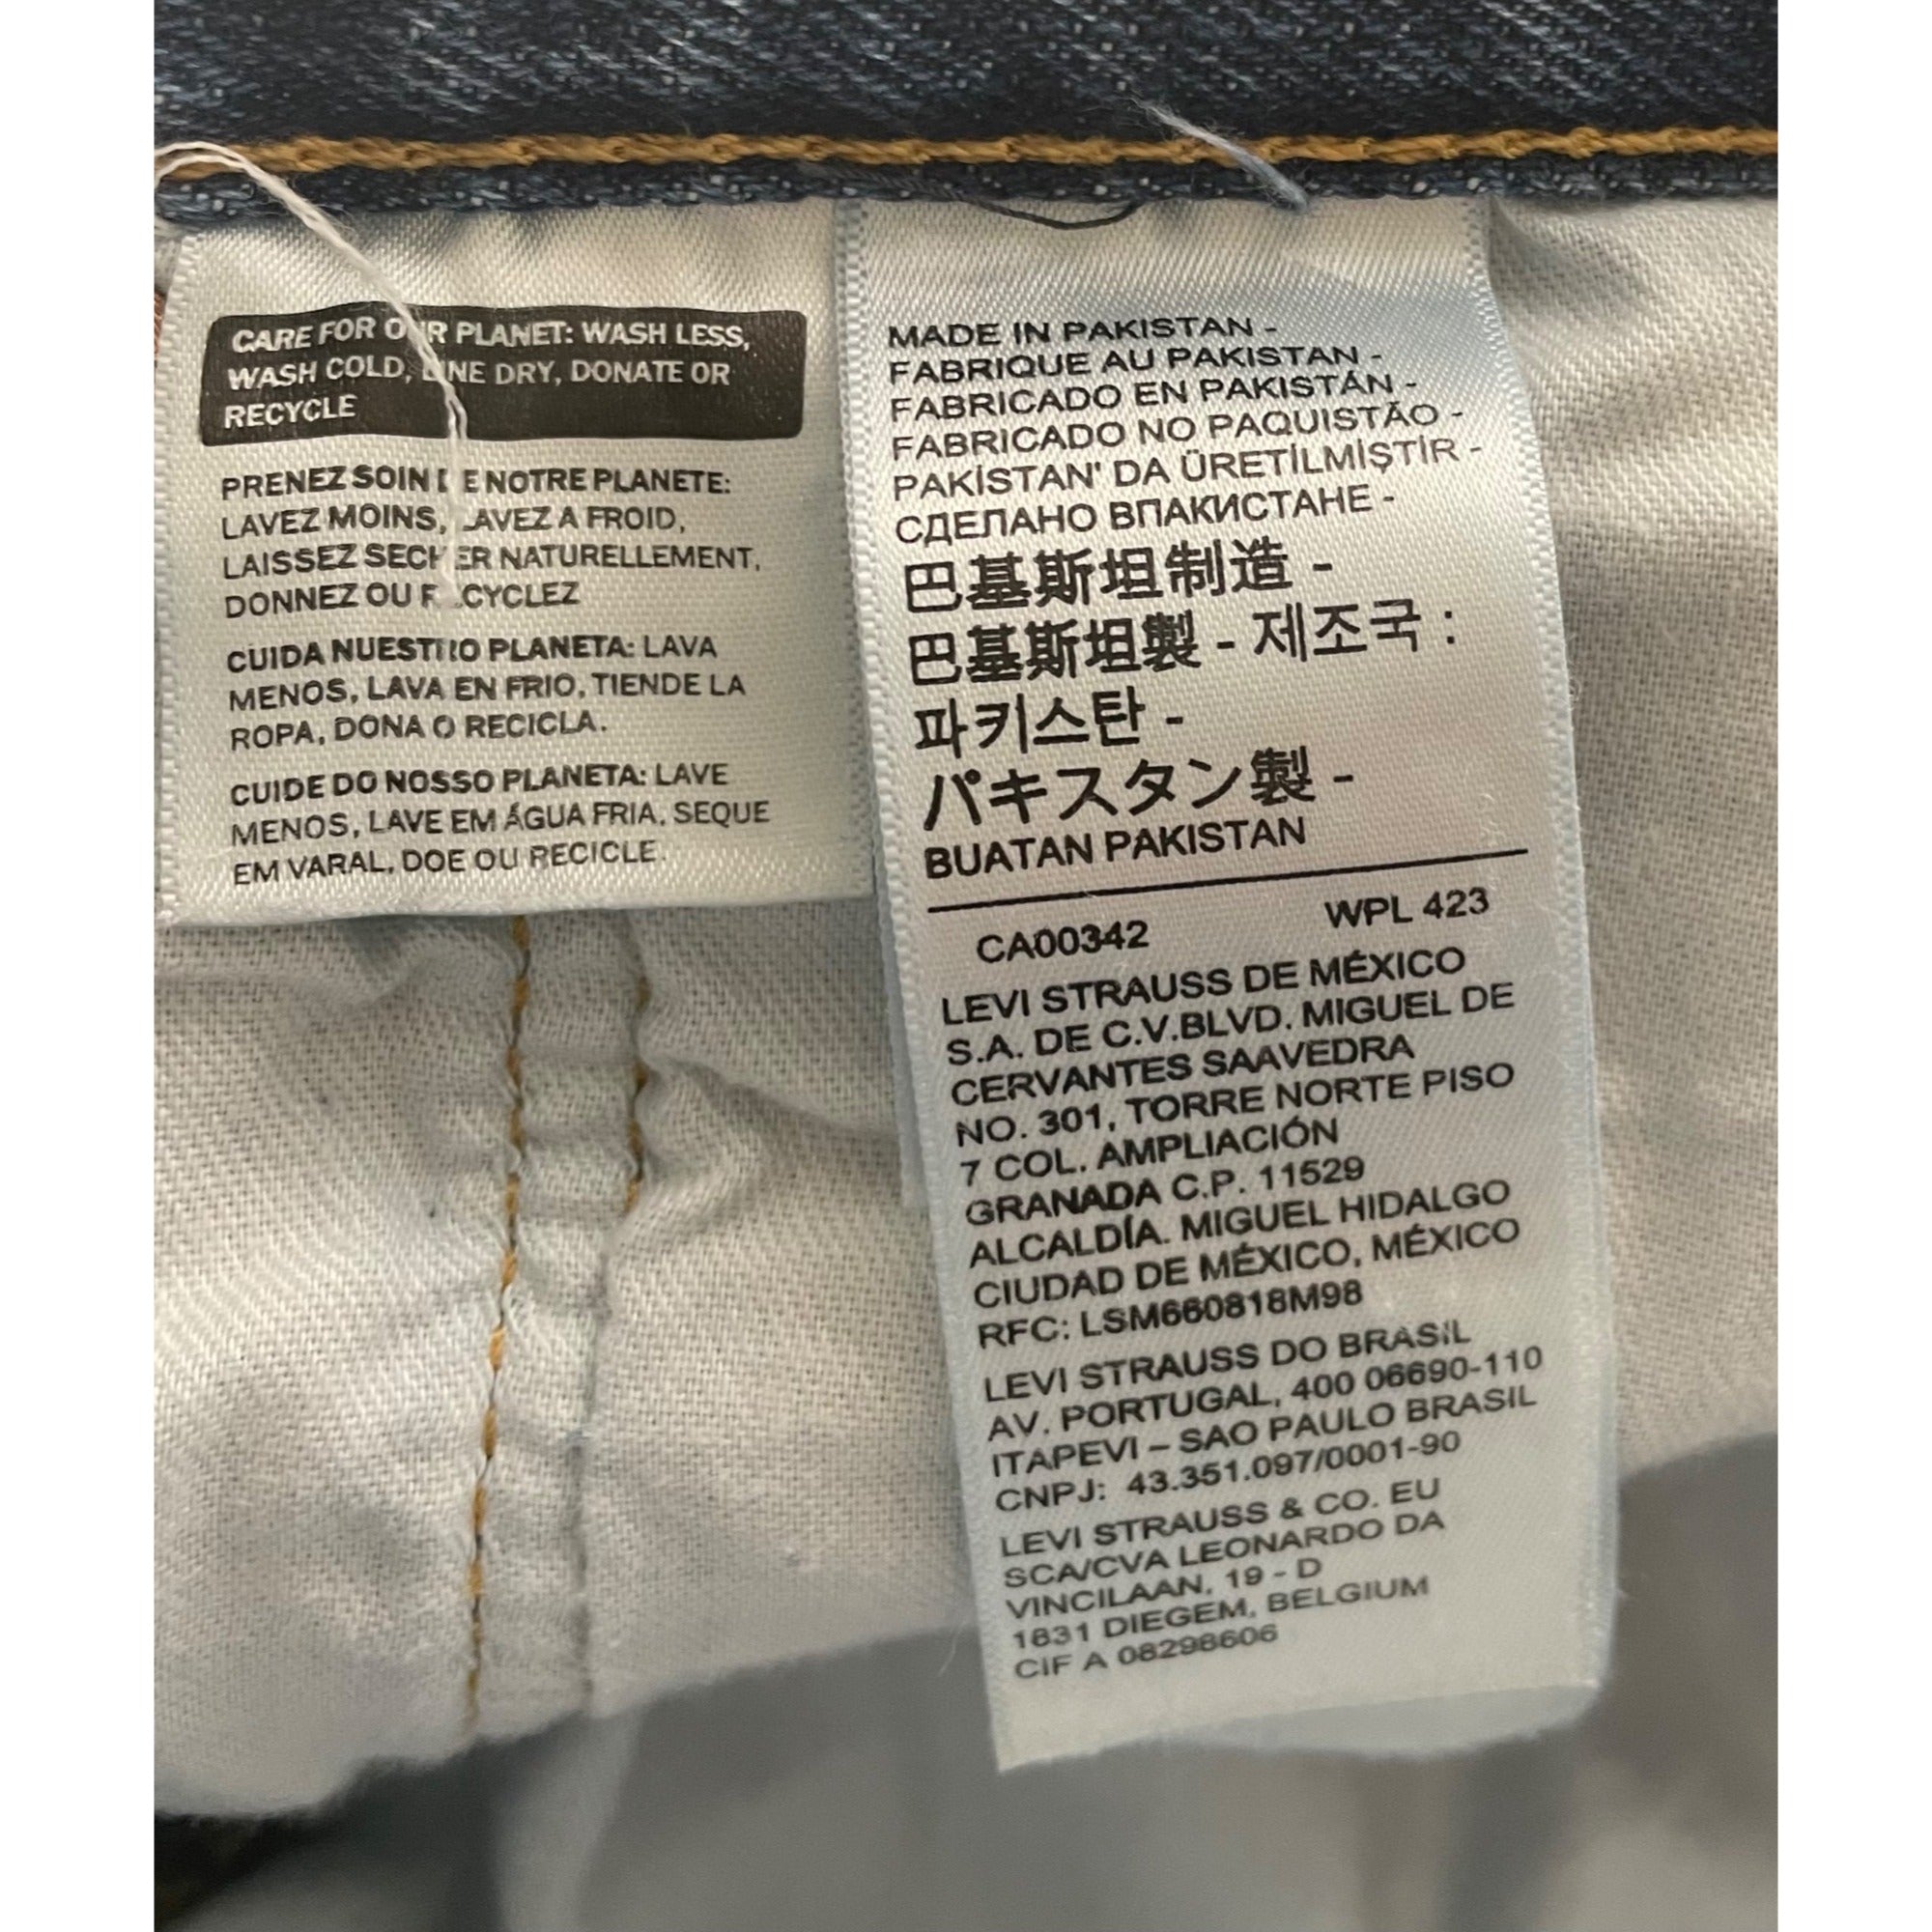 CARE FOR OUR PLANET: WASH LESS,
WASH COLD, LINE DRY, DONATE OR
RECYCLE
PRENEZ SOIN DE NOTRE PLANETE:
LAVEZ MOINS, LAVEZ A FROID,
LAISSEZ SECHER NATURELLEMENT,
DONNEZ OU RECYCLEZ
CUIDA NUESTRO PLANETA: LAVA
MENOS, LAVA EN FRIO, TIENDE LA
ROPA, DONA O RECICLA.
CUIDE DO NOSSO PLANETA: LAVE
MENOS, LAVE EM ÁGUA FRIA, SEQUE
EM VARAL, DOE OU RECICLE.
MADE IN PAKISTAN -
FABRIQUE AU PAKISTAN -
FABRICADO EN PAKISTÁN -
FABRICADO NO PAQUISTÃO -
PAKİSTAN' DA ÜRETİLMİŞTİR -
СДЕЛАНО ВПАКИСТАНЕ -
巴基斯坦制造 -
巴基斯坦製 - 제조국 :
파키스탄 -
パキスタン製 -
BUATAN PAKISTAN
CA00342 WPL 423
LEVI STRAUSS DE MÉXICO
S.A. DE C.V.BLVD. MIGUEL DE
CERVANTES SAAVEDRA
NO. 301, TORRE NORTE PISO
7 COL. AMPLIACIÓN
GRANADA C.P. 11529
ALCALDÍA. MIGUEL HIDALGO
CIUDAD DE MÉXICO, MÉXICO
RFC: LSM660818M98
LEVI STRAUSS DO BRASIL
AV. PORTUGAL, 400 06690-110
ITAPEVI – SAO PAULO BRASIL
CNPJ: 43.351.097/0001-90
LEVI STRAUSS & CO. EU
SCA/CVA LEONARDO DA
VINCILAAN, 19 - D
1831 DIEGEM, BELGIUM
CIF A 08298606